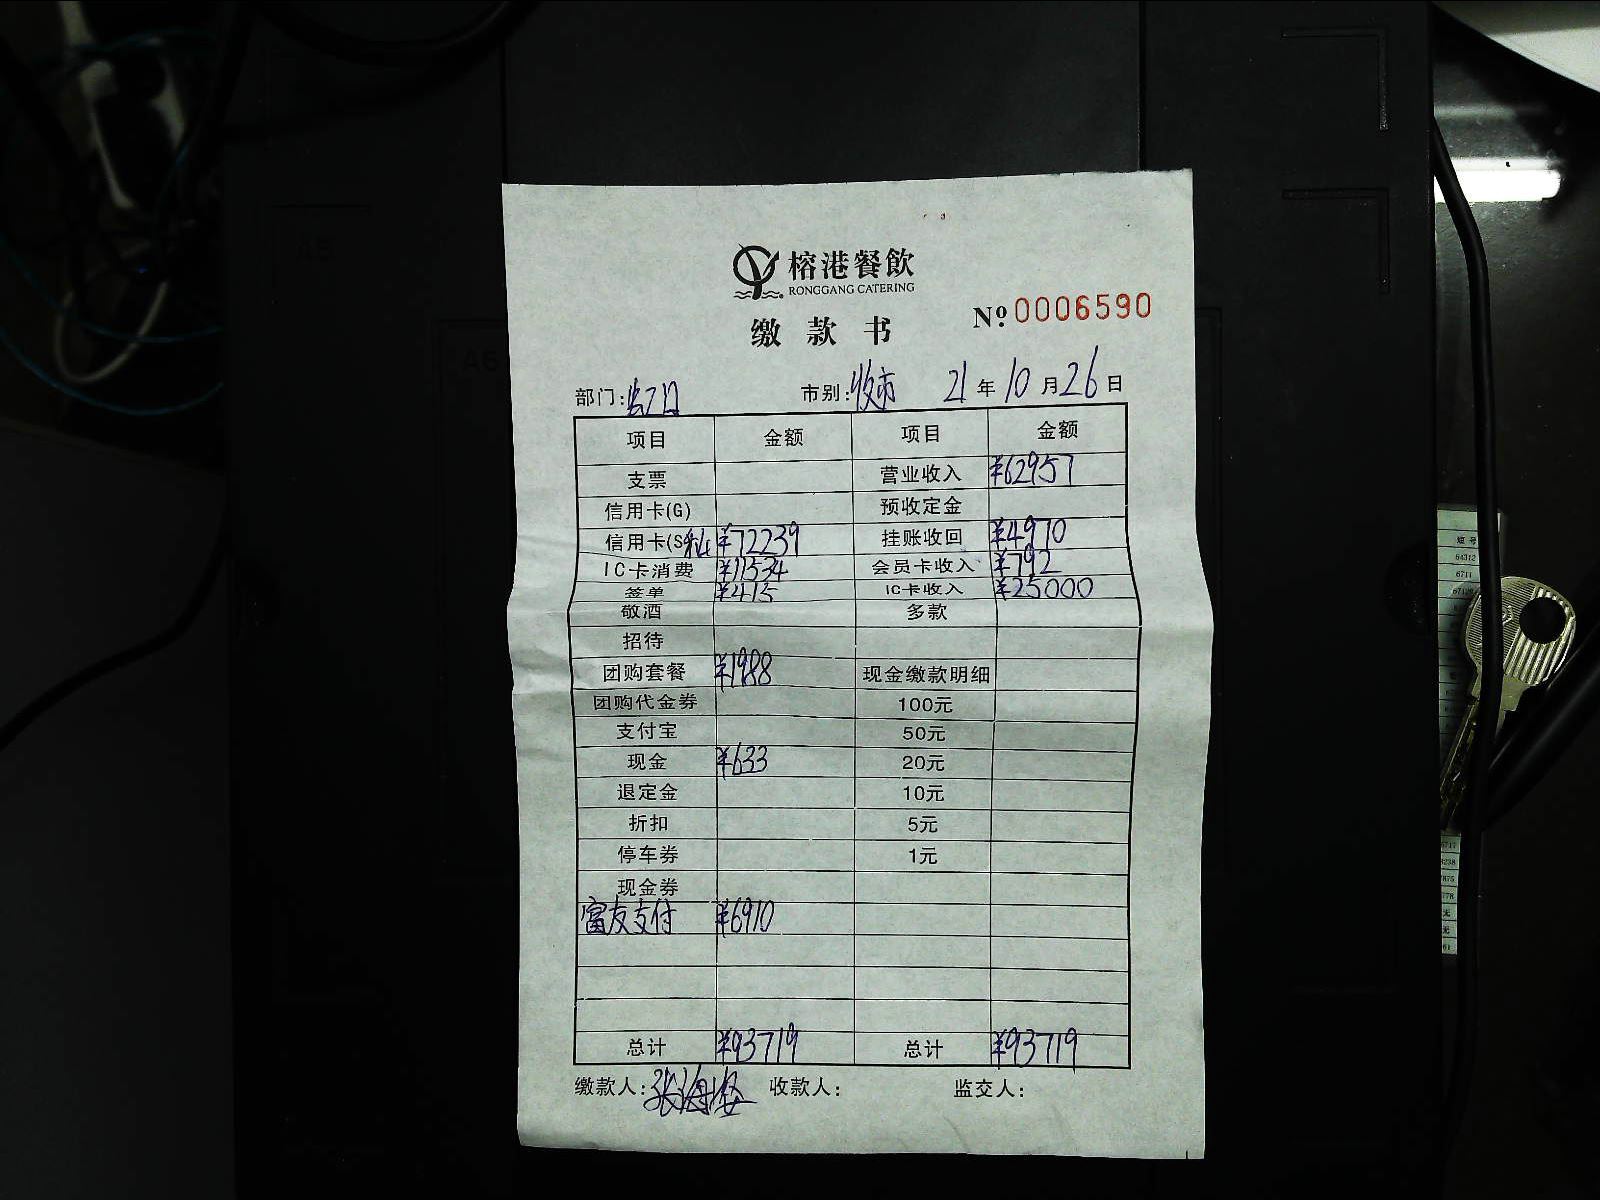 榕港餐飲
RONGGANG CATERING
缴款书
Nº 0006590
部门: 市别:收市 21年10月26日
项目 金额 项目 金额
支票 营业收入 ¥62957
信用卡(G) 预收定金
信用卡(S ¥72239 挂账收回 ¥4970
IC卡消费 ¥11534 会员卡收入 ¥792
签单 ¥415 IC卡收入 ¥25000
敬酒 多款
招待
团购套餐 ¥1988 现金缴款明细
团购代金券 100元
支付宝 50元
现金 ¥633 20元
退定金 10元
折扣 5元
停车券 1元
现金券
富友支付 ¥6910
总计 ¥93719 总计 ¥93719
缴款人: 收款人: 监交人:
A5
A6